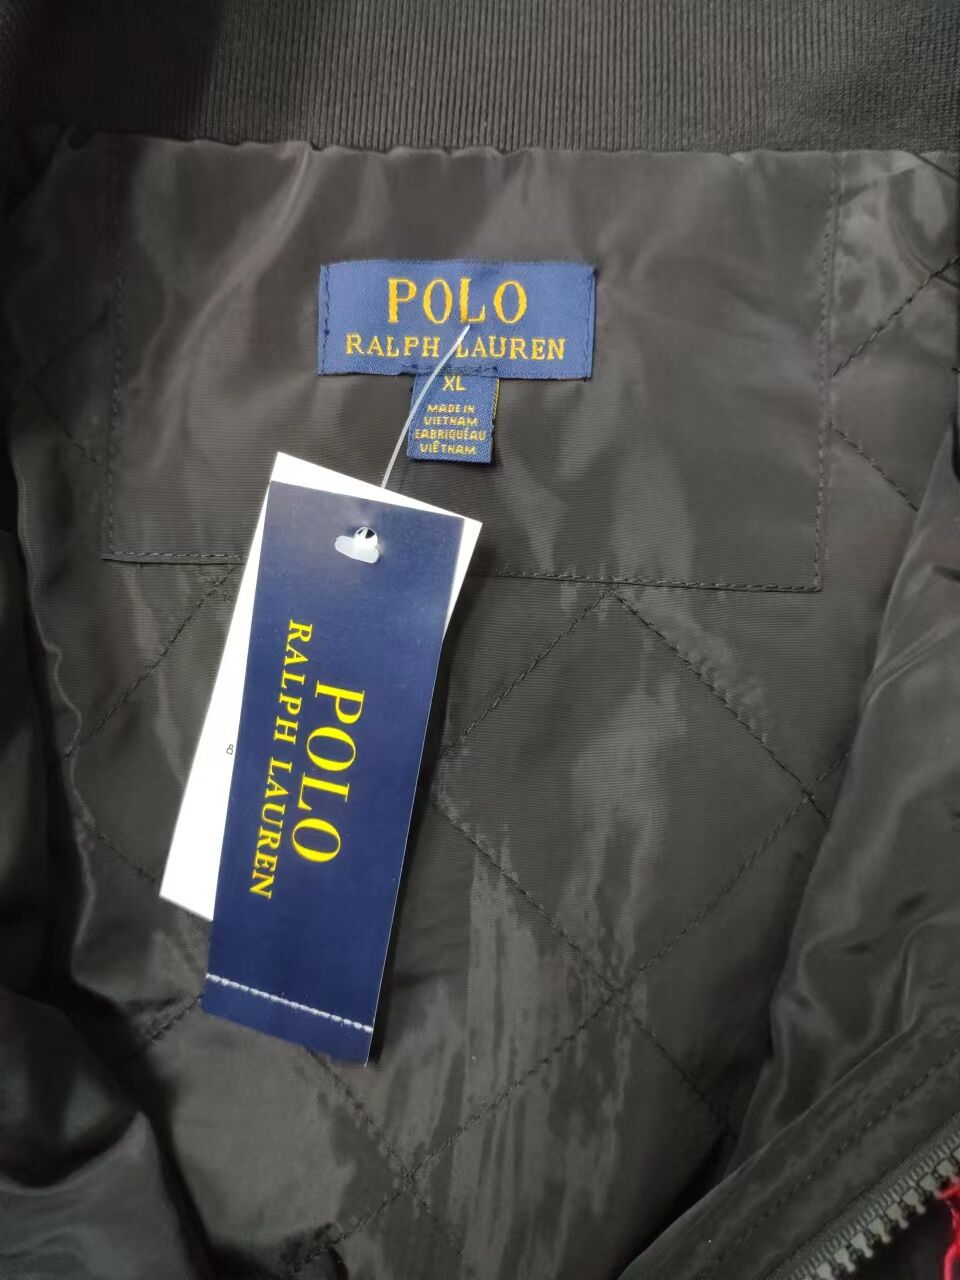 POLO
RALPH LAUREN
XL
MADE IN
VIETNAM
FABRIQUÉ AU
VIÊTNAM
POLO
RALPH LAUREN